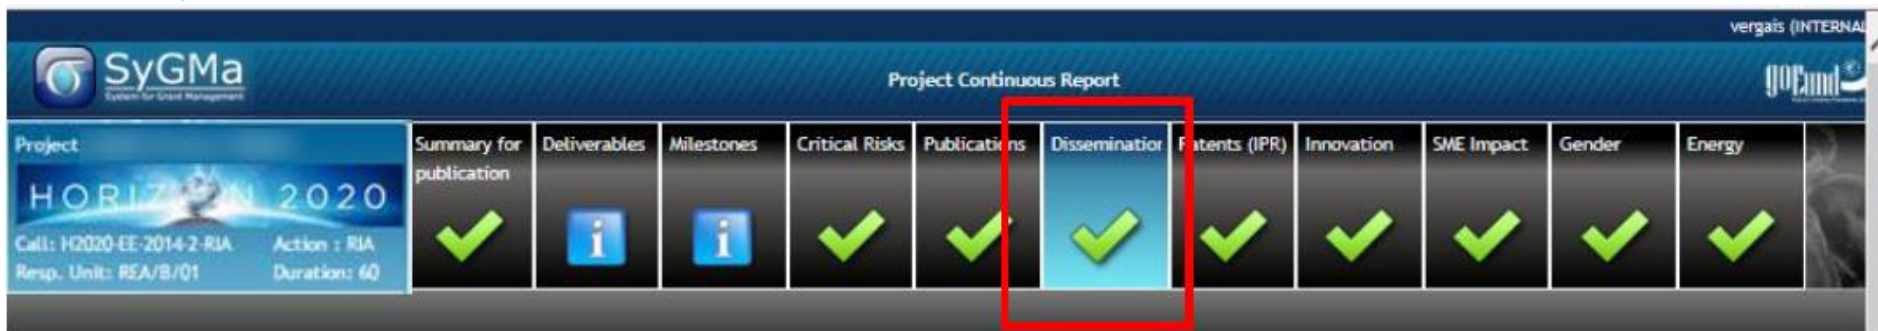 vergais (INTERNAL
SyGMa
System for Grant Management
Project Continuous Report
gofund
Project
HORIZON 2020
Call: H2020-EE-2014-2-RIA Action : RIA
Resp. Unit: REA/B/01 Duration: 60
Summary for
publication
Deliverables
Milestones
Critical Risks
Publications
Dissemination
Patents (IPR)
Innovation
SME Impact
Gender
Energy